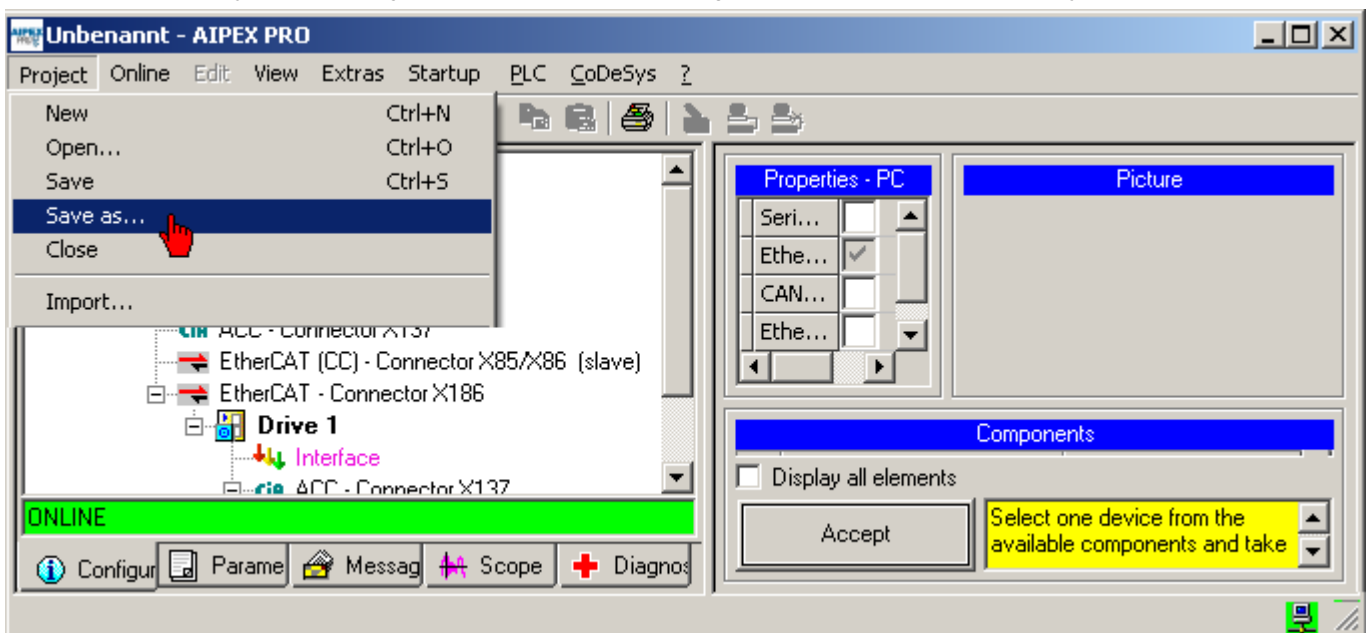 Unbenannt - AIPEX PRO
Project Online Edit View Extras Startup PLC CoDeSys ?
New Ctrl+N
Open... Ctrl+O
Save Ctrl+S
Save as...
Close
Import...
ACC - Connector X137
EtherCAT (CC) - Connector X85/X86 (slave)
EtherCAT - Connector X186
Drive 1
Interface
ACC - Connector X137
ONLINE
Configur Parame Messag Scope Diagnos
Properties - PC
Seri...
Ethe...
CAN...
Ethe...
Picture
Components
Display all elements
Accept
Select one device from the
available components and take